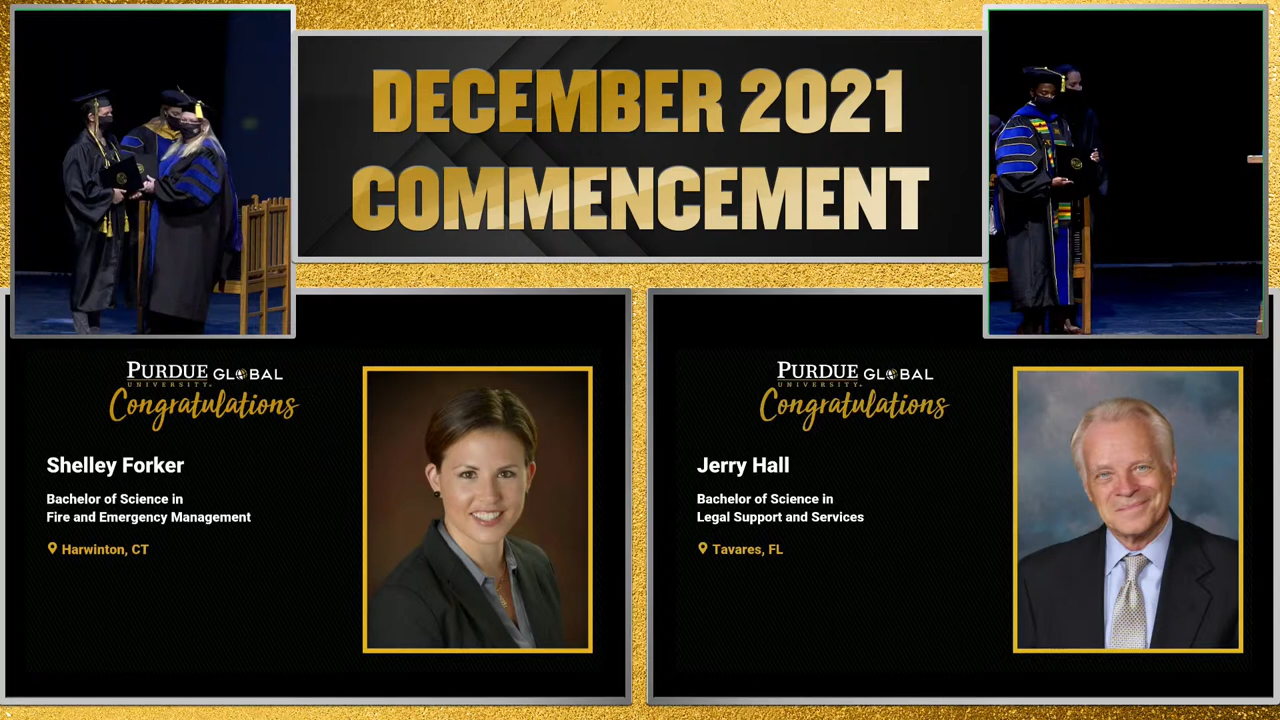 DECEMBER 2021
COMMENCEMENT
PURDUE GLOBAL
UNIVERSITY
Congratulations
Shelley Forker
Bachelor of Science in
Fire and Emergency Management
Harwinton, CT
PURDUE GLOBAL
UNIVERSITY
Congratulations
Jerry Hall
Bachelor of Science in
Legal Support and Services
Tavares, FL